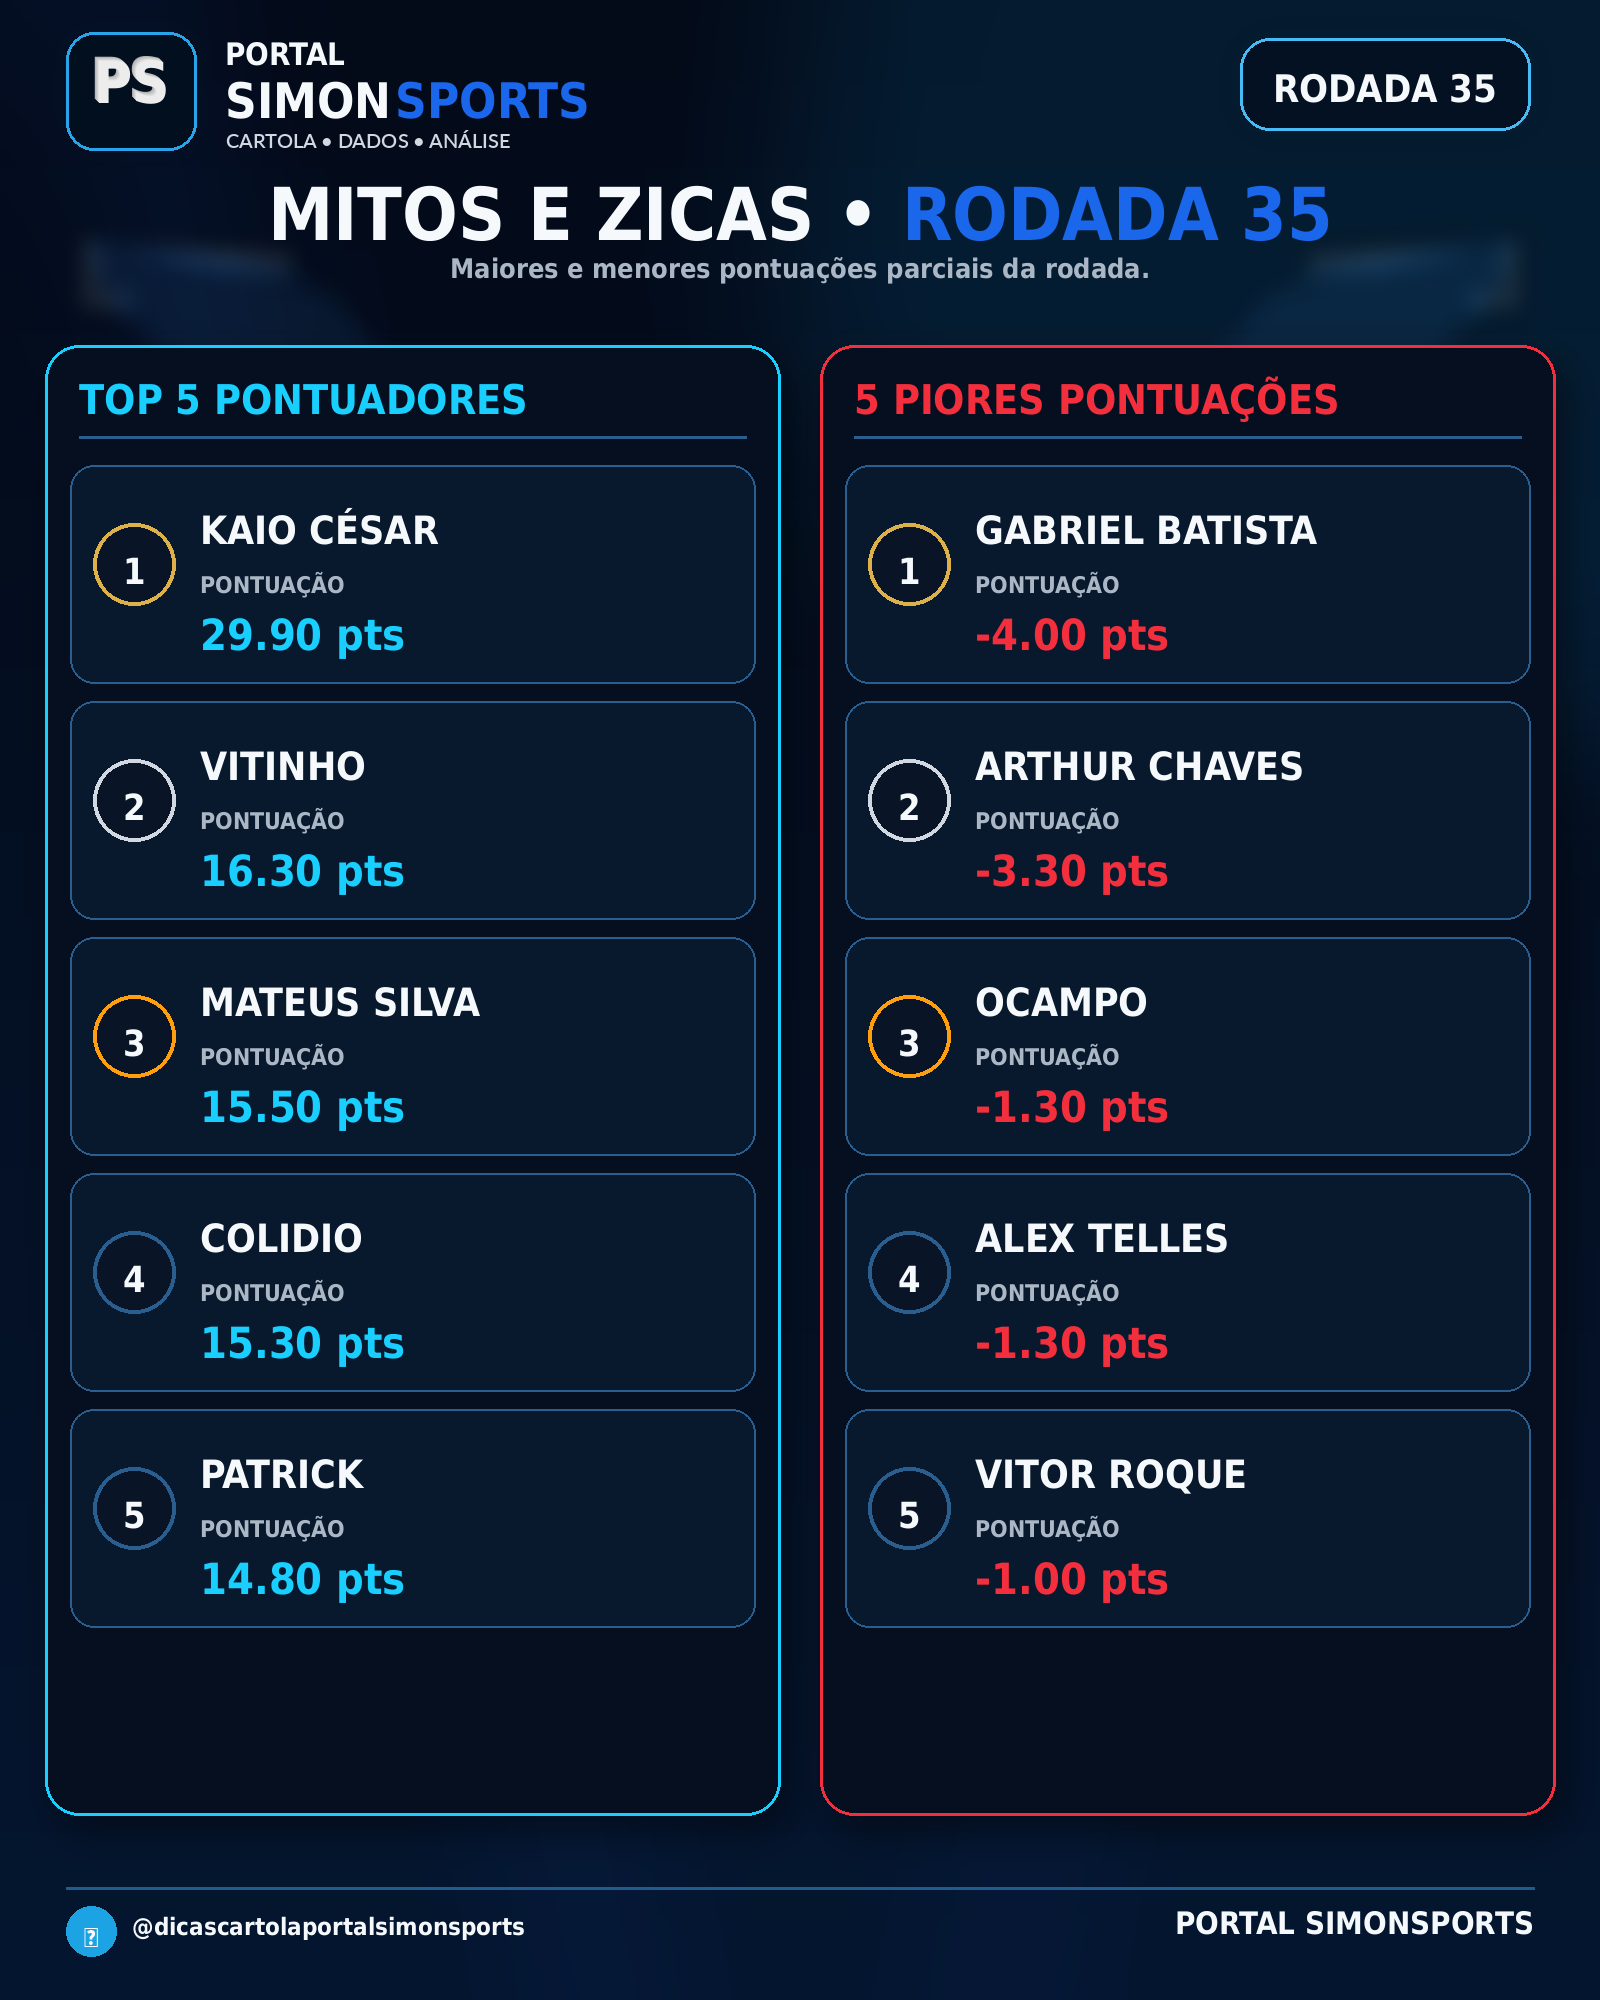 PS
PORTAL
SIMONSPORTS
CARTOLA • DADOS • ANÁLISE
RODADA 35
MITOS E ZICAS • RODADA 35
Maiores e menores pontuações parciais da rodada.
TOP 5 PONTUADORES
1
KAIO CÉSAR
PONTUAÇÃO
29.90 pts
2
VITINHO
PONTUAÇÃO
16.30 pts
3
MATEUS SILVA
PONTUAÇÃO
15.50 pts
4
COLIDIO
PONTUAÇÃO
15.30 pts
5
PATRICK
PONTUAÇÃO
14.80 pts
5 PIORES PONTUAÇÕES
1
GABRIEL BATISTA
PONTUAÇÃO
-4.00 pts
2
ARTHUR CHAVES
PONTUAÇÃO
-3.30 pts
3
OCAMPO
PONTUAÇÃO
-1.30 pts
4
ALEX TELLES
PONTUAÇÃO
-1.30 pts
5
VITOR ROQUE
PONTUAÇÃO
-1.00 pts
@dicascartolaportalsimonsports
PORTAL SIMONSPORTS